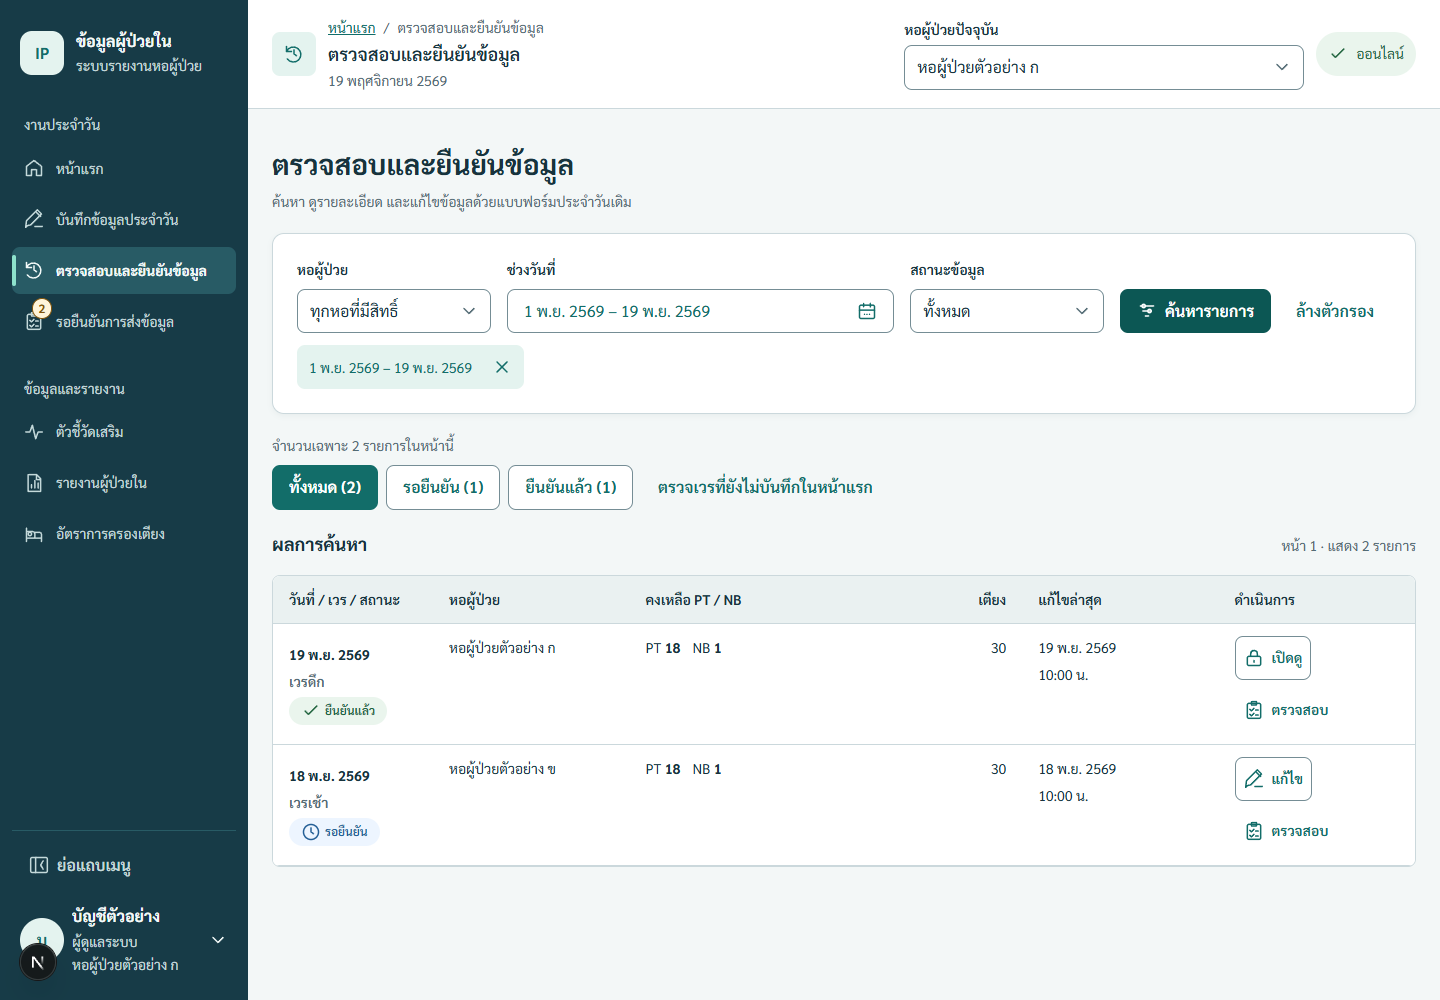 IP
ข้อมูลผู้ป่วยใน
ระบบรายงานหอผู้ป่วย
งานประจำวัน
หน้าแรก
บันทึกข้อมูลประจำวัน
ตรวจสอบและยืนยันข้อมูล
2
รอยืนยันการส่งข้อมูล
ข้อมูลและรายงาน
ตัวชี้วัดเสริม
รายงานผู้ป่วยใน
อัตราการครองเตียง
ย่อแถบเมนู
บัญชีตัวอย่าง
ผู้ดูแลระบบ
หอผู้ป่วยตัวอย่าง ก
N
หน้าแรก / ตรวจสอบและยืนยันข้อมูล
ตรวจสอบและยืนยันข้อมูล
19 พฤศจิกายน 2569
หอผู้ป่วยปัจจุบัน
หอผู้ป่วยตัวอย่าง ก
ออนไลน์
ตรวจสอบและยืนยันข้อมูล
ค้นหา ดูรายละเอียด และแก้ไขข้อมูลด้วยแบบฟอร์มประจำวันเดิม
หอผู้ป่วย ช่วงวันที่ สถานะข้อมูล
ทุกหอที่มีสิทธิ์ 1 พ.ย. 2569 – 19 พ.ย. 2569 ทั้งหมด ค้นหารายการ ล้างตัวกรอง
1 พ.ย. 2569 – 19 พ.ย. 2569
จำนวนเฉพาะ 2 รายการในหน้านี้
ทั้งหมด (2) รอยืนยัน (1) ยืนยันแล้ว (1) ตรวจเวรที่ยังไม่บันทึกในหน้าแรก
ผลการค้นหา หน้า 1 · แสดง 2 รายการ
วันที่ / เวร / สถานะ หอผู้ป่วย คงเหลือ PT / NB เตียง แก้ไขล่าสุด ดำเนินการ
19 พ.ย. 2569 หอผู้ป่วยตัวอย่าง ก PT 18 NB 1 30 19 พ.ย. 2569 เปิดดู
เวรดึก 10:00 น.
ยืนยันแล้ว ตรวจสอบ
18 พ.ย. 2569 หอผู้ป่วยตัวอย่าง ข PT 18 NB 1 30 18 พ.ย. 2569 แก้ไข
เวรเช้า 10:00 น.
รอยืนยัน ตรวจสอบ